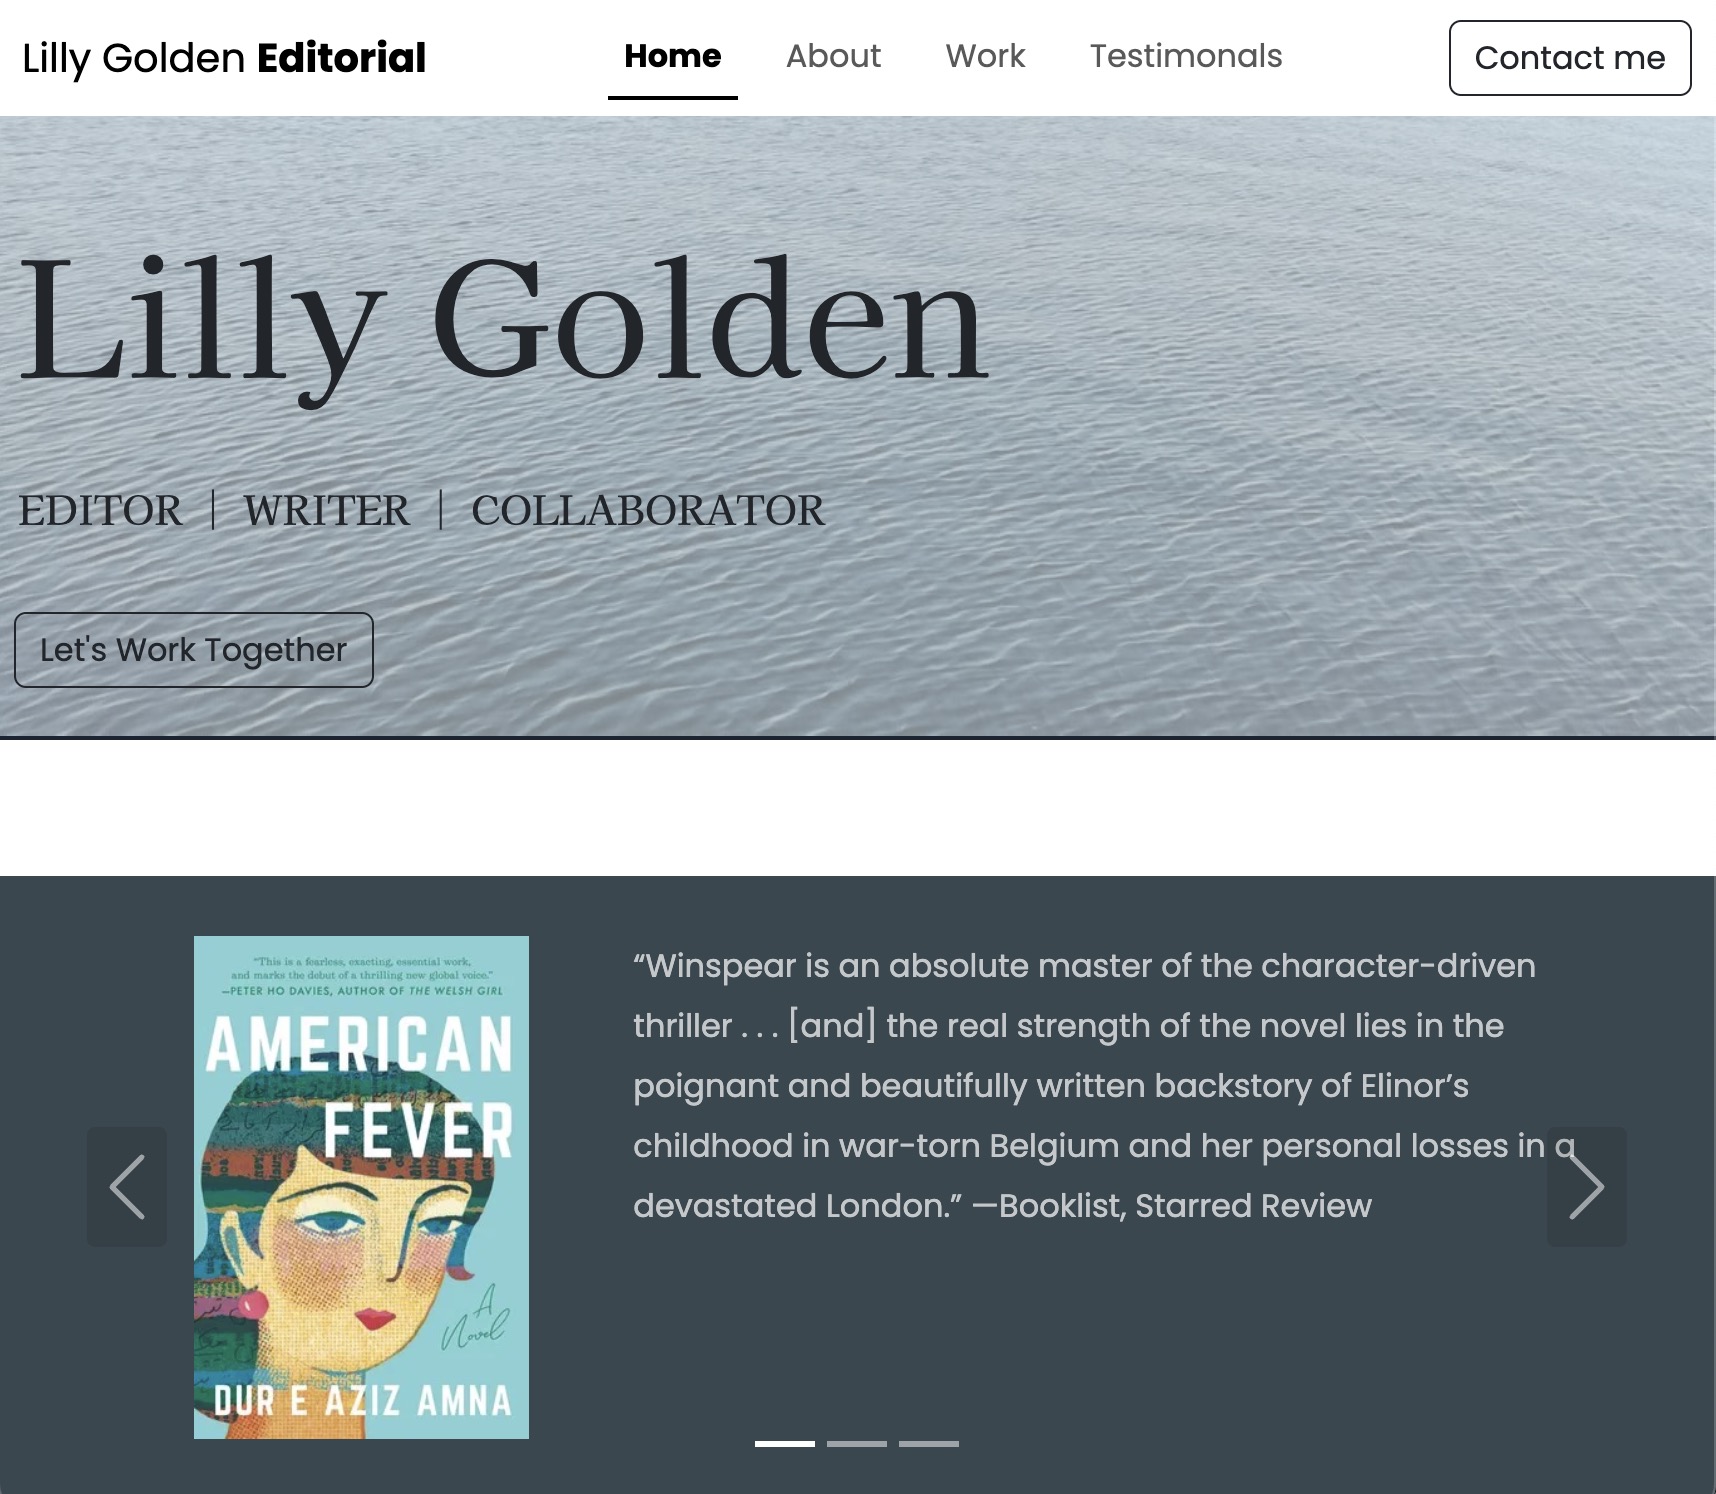 Lilly Golden Editorial
Home
About
Work
Testimonals
Contact me
Lilly Golden
EDITOR | WRITER | COLLABORATOR
Let's Work Together
“This is a fearless, exacting, essential work,
and marks the debut of a thrilling new global voice.”
—PETER HO DAVIES, AUTHOR OF THE WELSH GIRL
AMERICAN
FEVER
A
Novel
DUR E AZIZ AMNA
“Winspear is an absolute master of the character-driven
thriller . . . [and] the real strength of the novel lies in the
poignant and beautifully written backstory of Elinor’s
childhood in war-torn Belgium and her personal losses in a
devastated London.” —Booklist, Starred Review